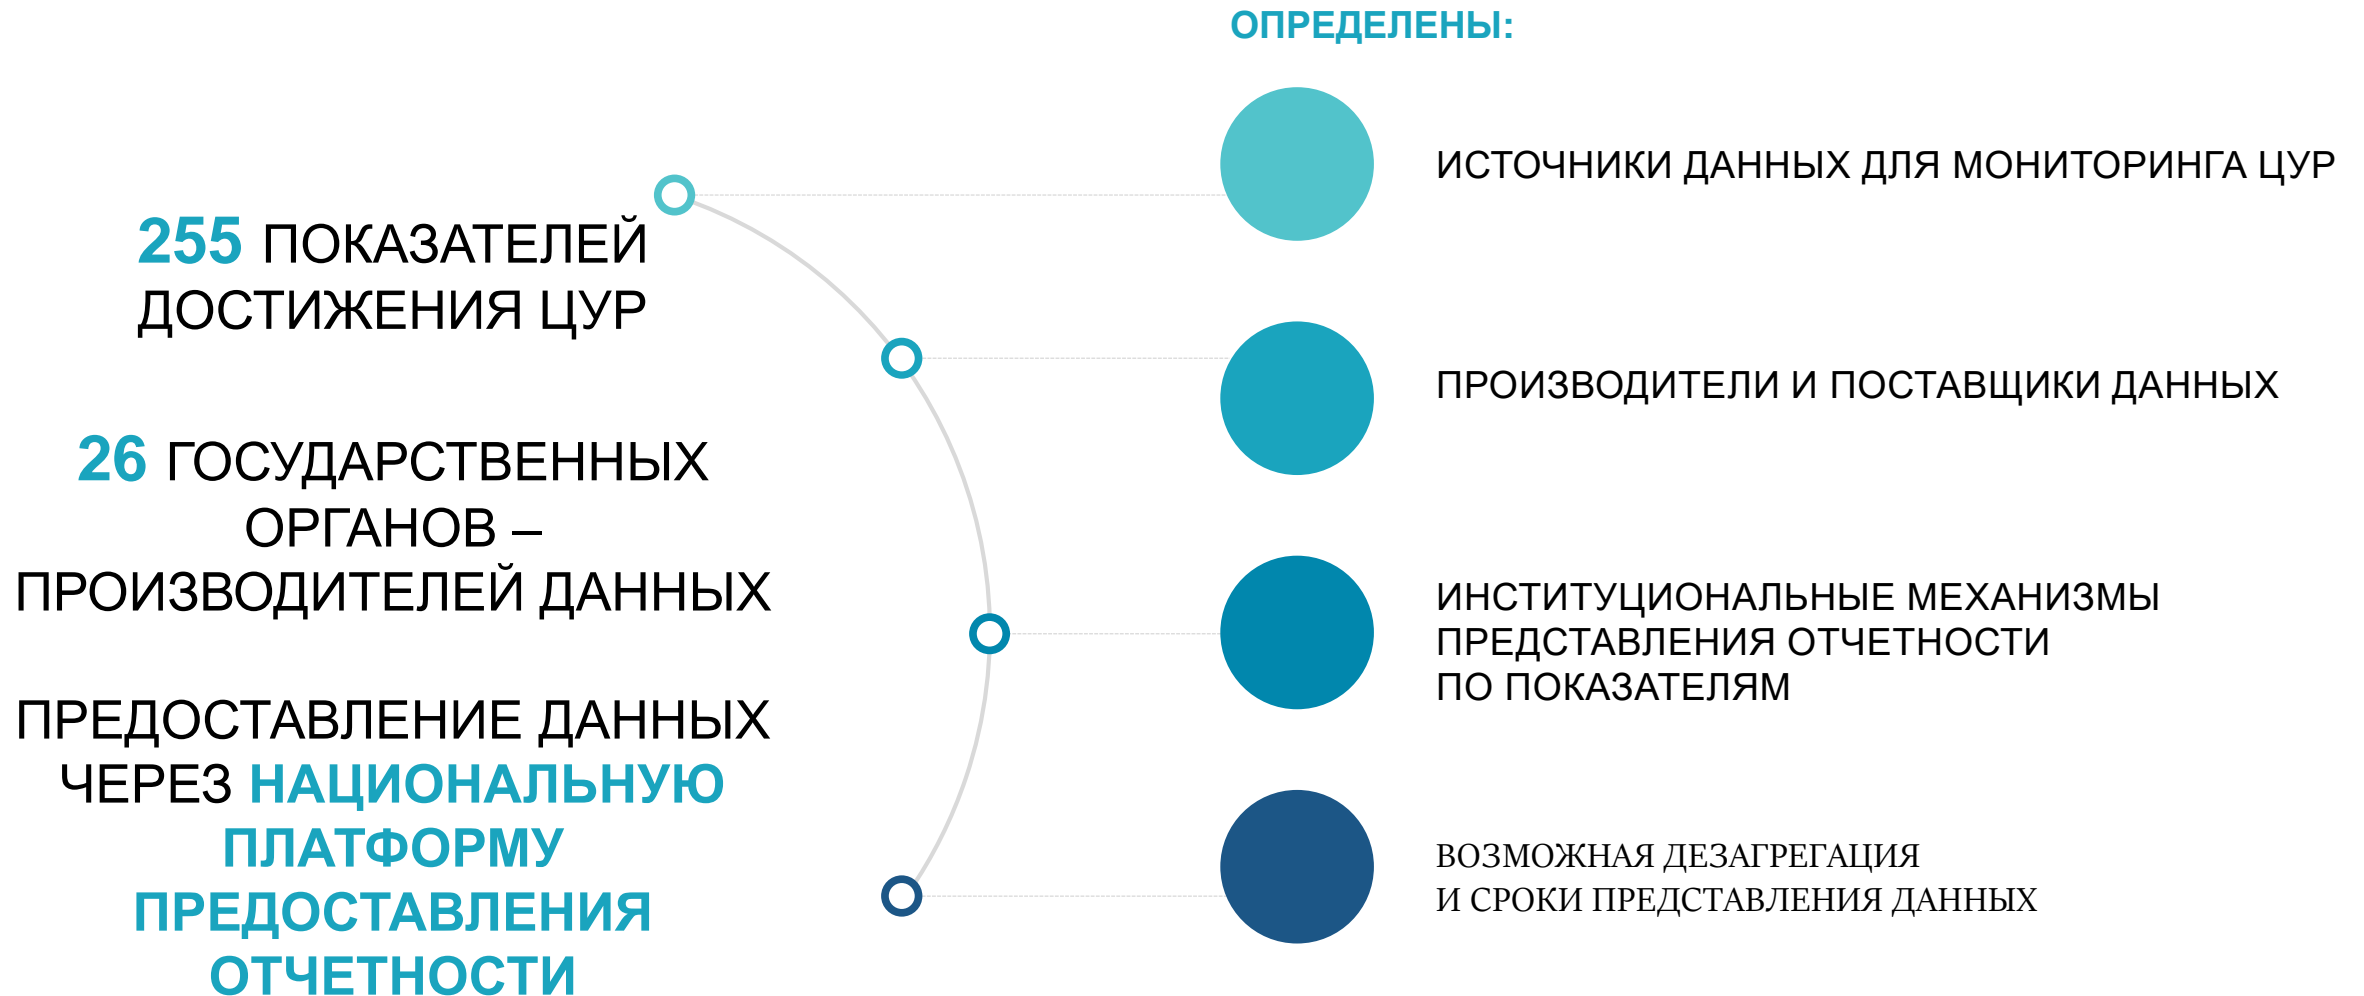 ОПРЕДЕЛЕНЫ:
255 ПОКАЗАТЕЛЕЙ
ДОСТИЖЕНИЯ ЦУР
26 ГОСУДАРСТВЕННЫХ
ОРГАНОВ –
ПРОИЗВОДИТЕЛЕЙ ДАННЫХ
ПРЕДОСТАВЛЕНИЕ ДАННЫХ
ЧЕРЕЗ НАЦИОНАЛЬНУЮ
ПЛАТФОРМУ
ПРЕДОСТАВЛЕНИЯ
ОТЧЕТНОСТИ
ИСТОЧНИКИ ДАННЫХ ДЛЯ МОНИТОРИНГА ЦУР
ПРОИЗВОДИТЕЛИ И ПОСТАВЩИКИ ДАННЫХ
ИНСТИТУЦИОНАЛЬНЫЕ МЕХАНИЗМЫ
ПРЕДСТАВЛЕНИЯ ОТЧЕТНОСТИ
ПО ПОКАЗАТЕЛЯМ
ВОЗМОЖНАЯ ДЕЗАГРЕГАЦИЯ
И СРОКИ ПРЕДСТАВЛЕНИЯ ДАННЫХ